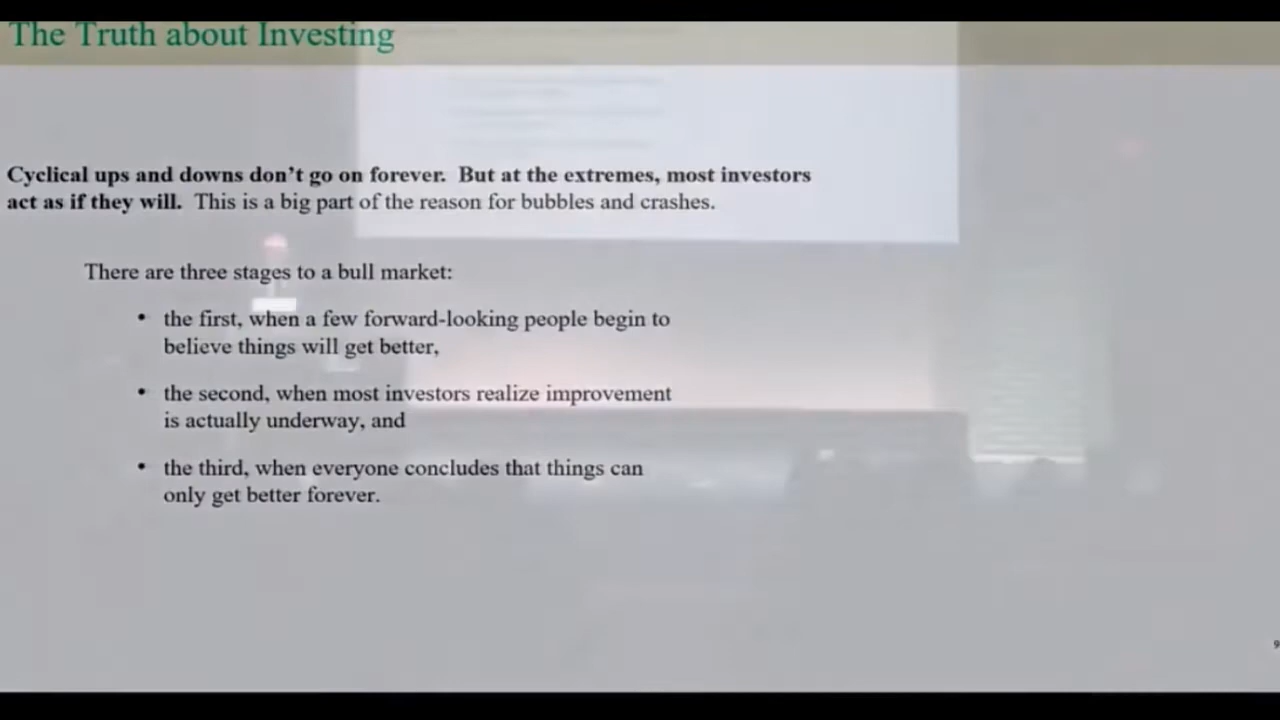 The Truth about Investing
Cyclical ups and downs don’t go on forever.  But at the extremes, most investors
act as if they will.  This is a big part of the reason for bubbles and crashes.
There are three stages to a bull market:
• the first, when a few forward-looking people begin to
believe things will get better,
• the second, when most investors realize improvement
is actually underway, and
• the third, when everyone concludes that things can
only get better forever.
9